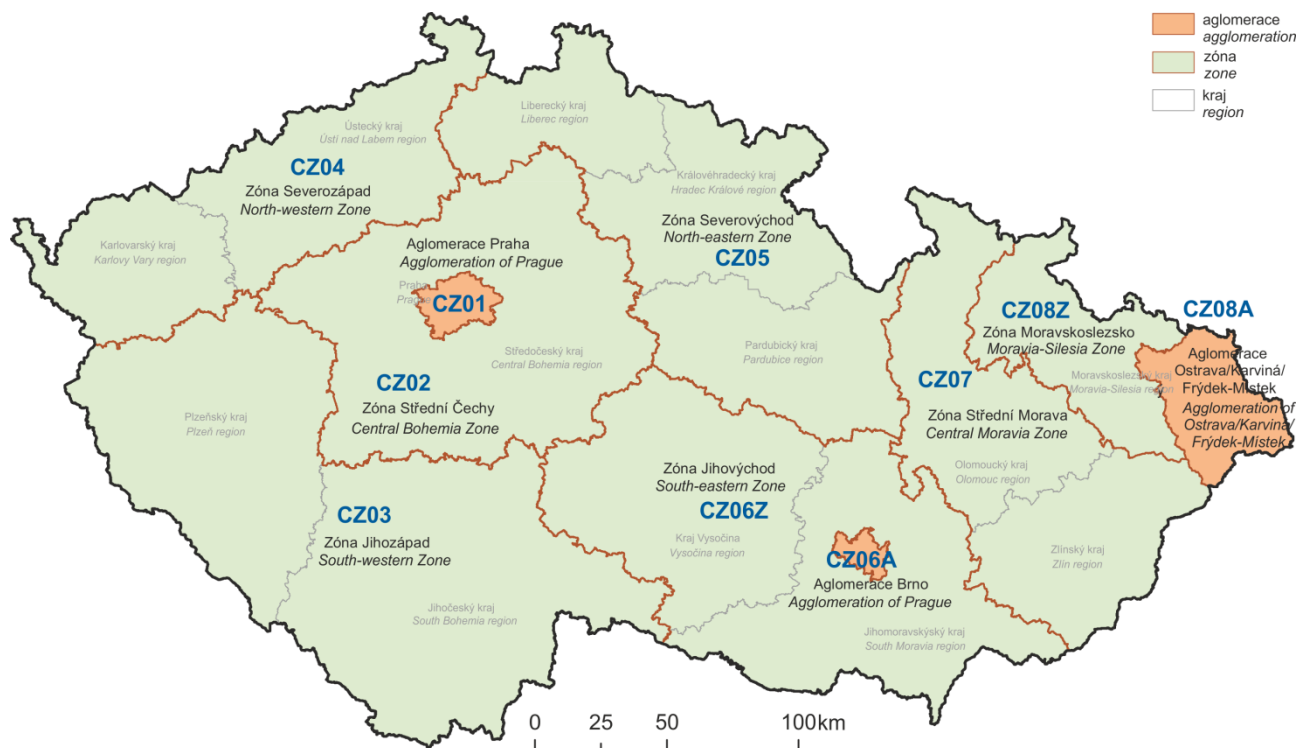 aglomerace
agglomeration
zóna
zone
kraj
region
Liberecký kraj
Liberec region
Ústecký kraj
Ústí nad Labem region
CZ04
Zóna Severozápad
North-western Zone
Královéhradecký kraj
Hradec Králové region
Zóna Severovýchod
North-eastern Zone
CZ05
Karlovarský kraj
Karlovy Vary region
Aglomerace Praha
Agglomeration of Prague
Praha
Prague
CZ01
CZ08Z
Zóna Moravskoslezsko
Moravia-Silesia Zone
CZ08A
Aglomerace
Ostrava/Karviná/
Frýdek-Místek
Agglomeration of
Ostrava/Karviná/
Frýdek-Místek
Moravskoslezský kraj
Moravia-Silesia region
Středočeský kraj
Central Bohemia region
Pardubický kraj
Pardubice region
CZ02
Zóna Střední Čechy
Central Bohemia Zone
CZ07
Zóna Střední Morava
Central Moravia Zone
Plzeňský kraj
Plzeň region
Zóna Jihovýchod
South-eastern Zone
CZ06Z
Kraj Vysočina
Vysočina region
Olomoucký kraj
Olomouc region
CZ03
Zóna Jihozápad
South-western Zone
Zlínský kraj
Zlín region
CZ06A
Aglomerace Brno
Agglomeration of Prague
Jihočeský kraj
South Bohemia region
Jihomoravskýský kraj
South Moravia region
0 25 50 100km